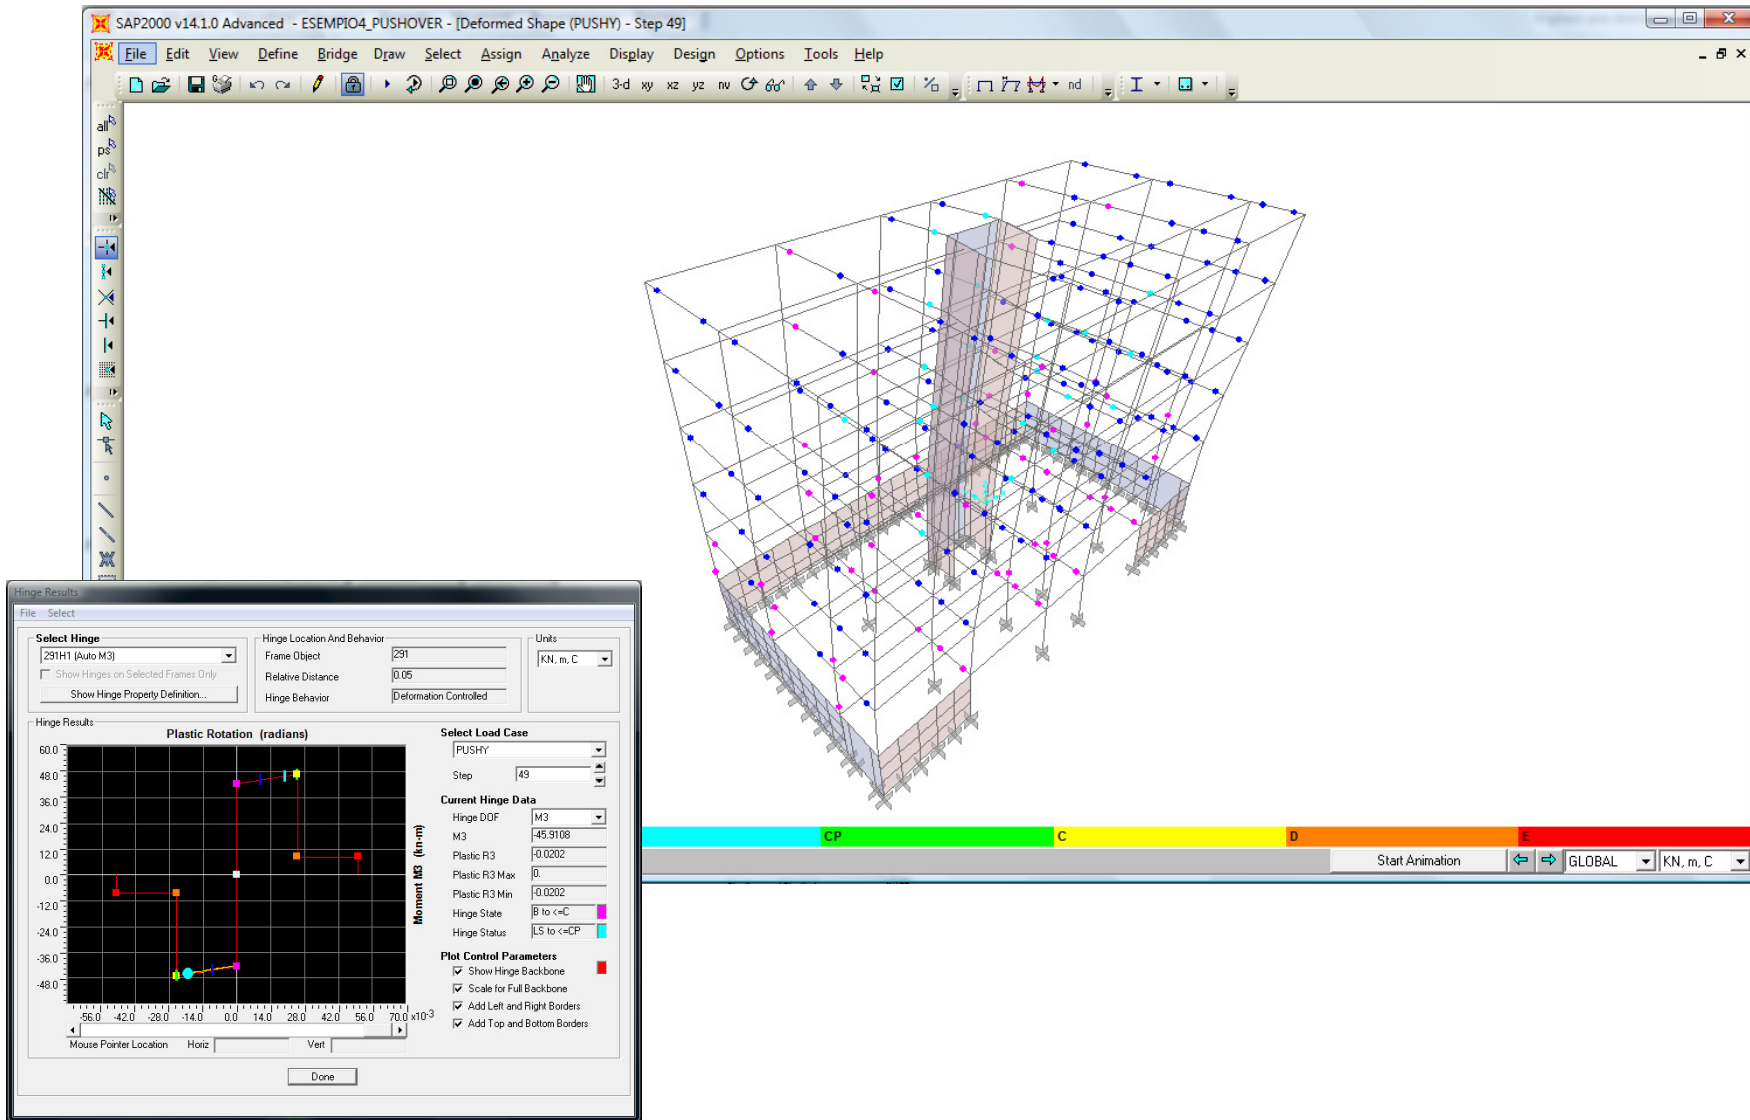 SAP2000 v14.1.0 Advanced - ESEMPIO4_PUSHOVER - [Deformed Shape (PUSHY) - Step 49]
File Edit View Define Bridge Draw Select Assign Analyze Display Design Options Tools Help
3-d xy xz yz nv nd
all
ps
clr
CP C D E
Start Animation GLOBAL KN, m, C
Hinge Results
File Select
Select Hinge
291H1 (Auto M3)
Show Hinges on Selected Frames Only
Show Hinge Property Definition...
Hinge Location And Behavior
Frame Object 291
Relative Distance 0.05
Hinge Behavior Deformation Controlled
Units
KN, m, C
Hinge Results
Plastic Rotation (radians)
60.0
48.0
36.0
24.0
12.0
0.0
-12.0
-24.0
-36.0
-48.0
-56.0 -42.0 -28.0 -14.0 0.0 14.0 28.0 42.0 56.0 70.0 x10-3
Moment M3 (kn-m)
Mouse Pointer Location Horiz Vert
Select Load Case
PUSHY
Step 49
Current Hinge Data
Hinge DOF M3
M3 -45.9108
Plastic R3 -0.0202
Plastic R3 Max 0.
Plastic R3 Min -0.0202
Hinge State B to <=C
Hinge Status LS to <=CP
Plot Control Parameters
Show Hinge Backbone
Scale for Full Backbone
Add Left and Right Borders
Add Top and Bottom Borders
Done